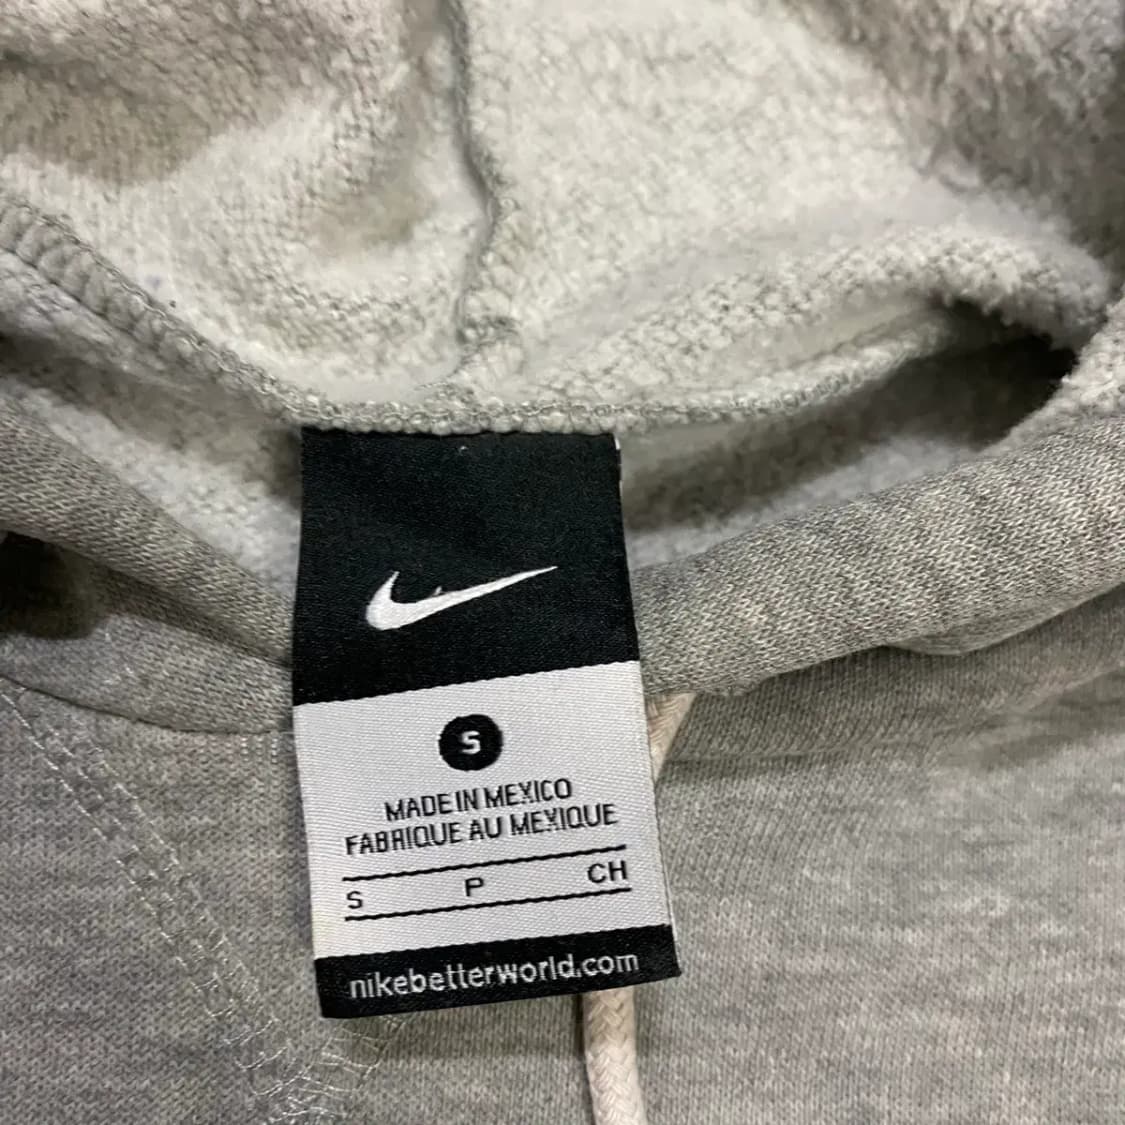 S
MADE IN MEXICO
FABRIQUE AU MEXIQUE
S P CH
nikebetterworld.com